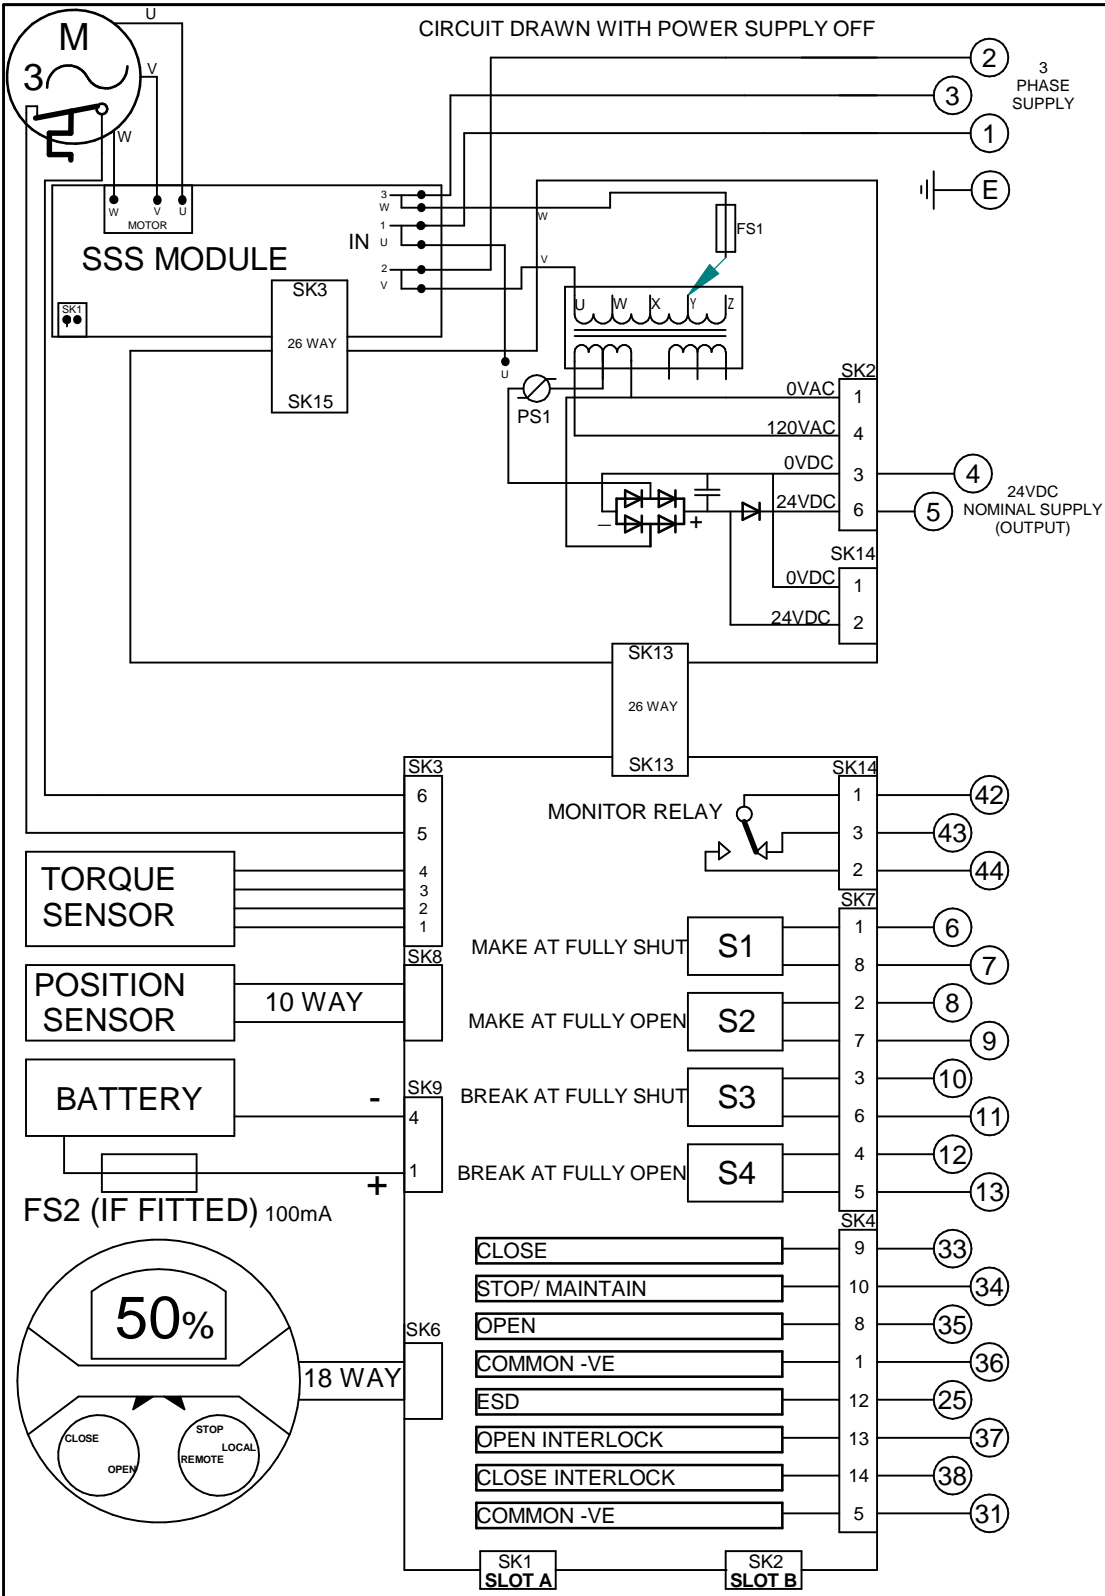 CIRCUIT DRAWN WITH POWER SUPPLY OFF
U
M
3
V
W
2
3
1
E
3
PHASE
SUPPLY
W V U
MOTOR
SSS MODULE
IN
3
W
1
U
2
V
W
V
FS1
SK1
SK3
26 WAY
SK15
U W X Y Z
U
PS1
SK2
0VAC 1
120VAC 4
0VDC 3 4
24VDC 6 5
24VDC
NOMINAL SUPPLY
(OUTPUT)
– +
SK14
0VDC 1
24VDC 2
SK13
26 WAY
SK13
SK3
6
5
4
3
2
1
TORQUE
SENSOR
SK8
POSITION
SENSOR
10 WAY
SK9
BATTERY - 4
1
+
FS2 (IF FITTED) 100mA
MONITOR RELAY
SK14
1 42
3 43
2 44
SK7
MAKE AT FULLY SHUT S1 1 6
8 7
MAKE AT FULLY OPEN S2 2 8
7 9
BREAK AT FULLY SHUT S3 3 10
6 11
BREAK AT FULLY OPEN S4 4 12
5 13
SK4
CLOSE 9 33
STOP/ MAINTAIN 10 34
OPEN 8 35
COMMON -VE 1 36
ESD 12 25
OPEN INTERLOCK 13 37
CLOSE INTERLOCK 14 38
COMMON -VE 5 31
50%
SK6
18 WAY
CLOSE
OPEN
STOP
LOCAL
REMOTE
SK1
SLOT A
SK2
SLOT B